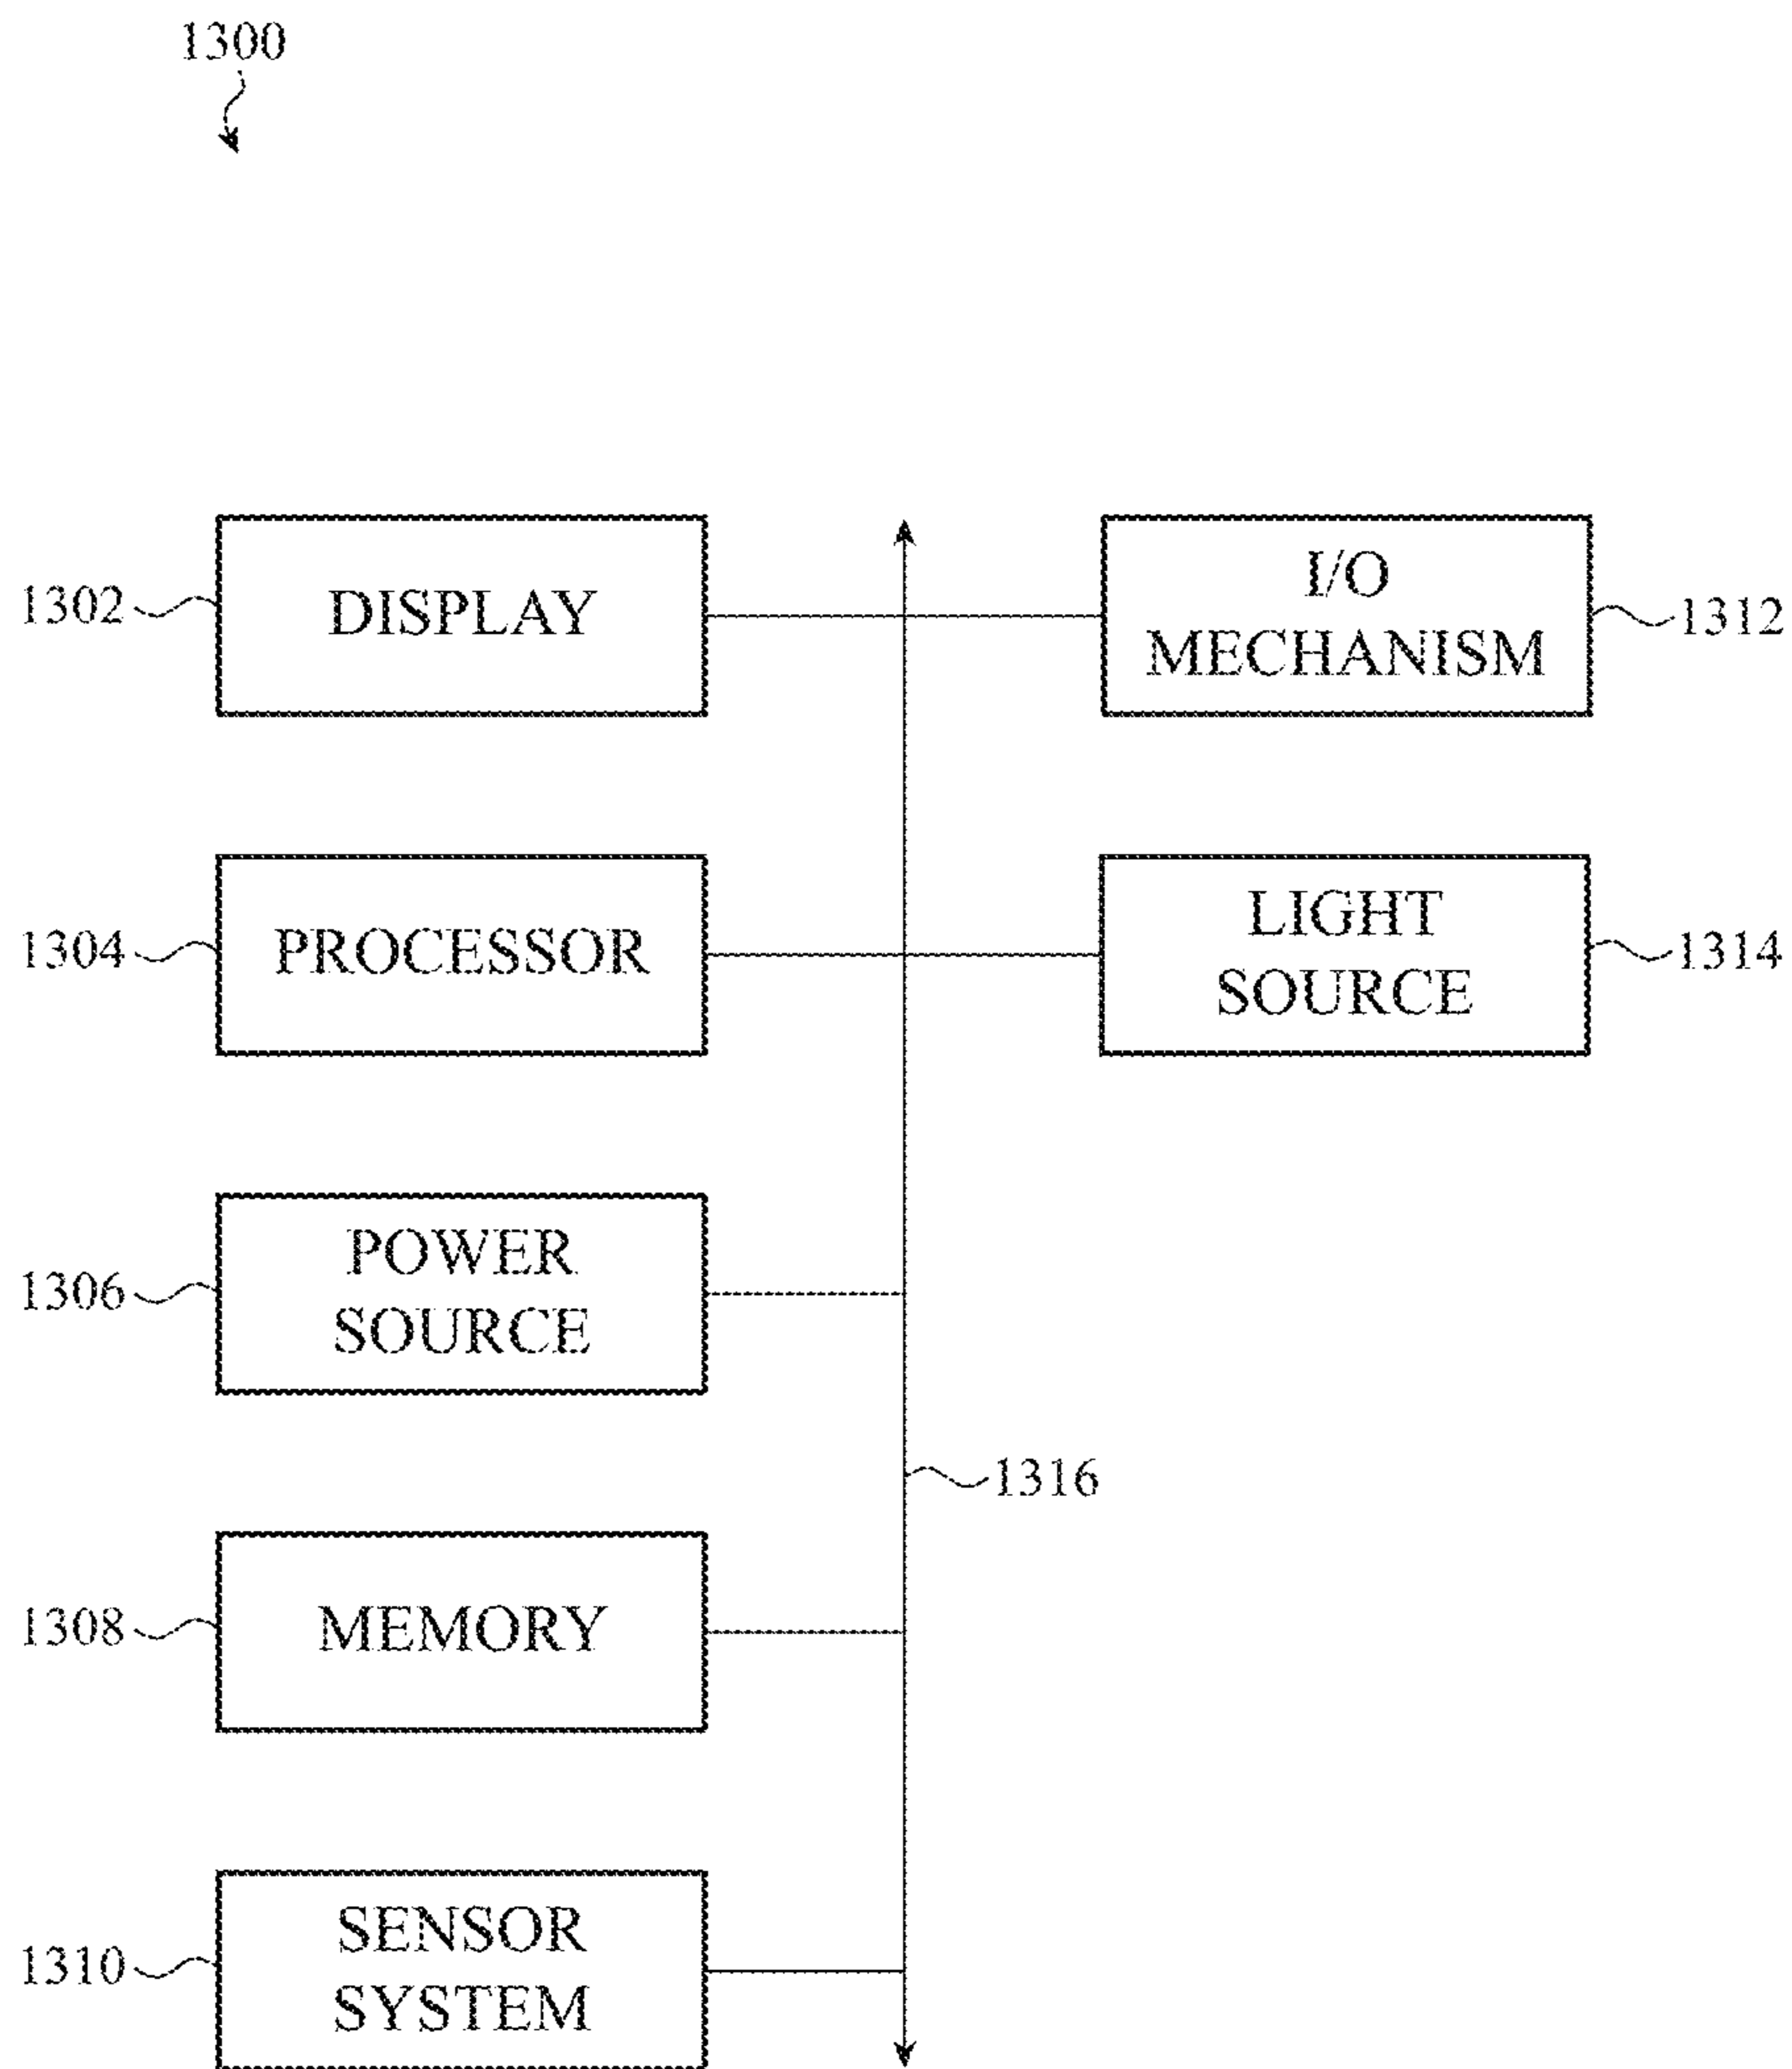 1300
1302
DISPLAY
I/O
MECHANISM
1312
1304
PROCESSOR
LIGHT
SOURCE
1314
1306
POWER
SOURCE
1316
1308
MEMORY
1310
SENSOR
SYSTEM